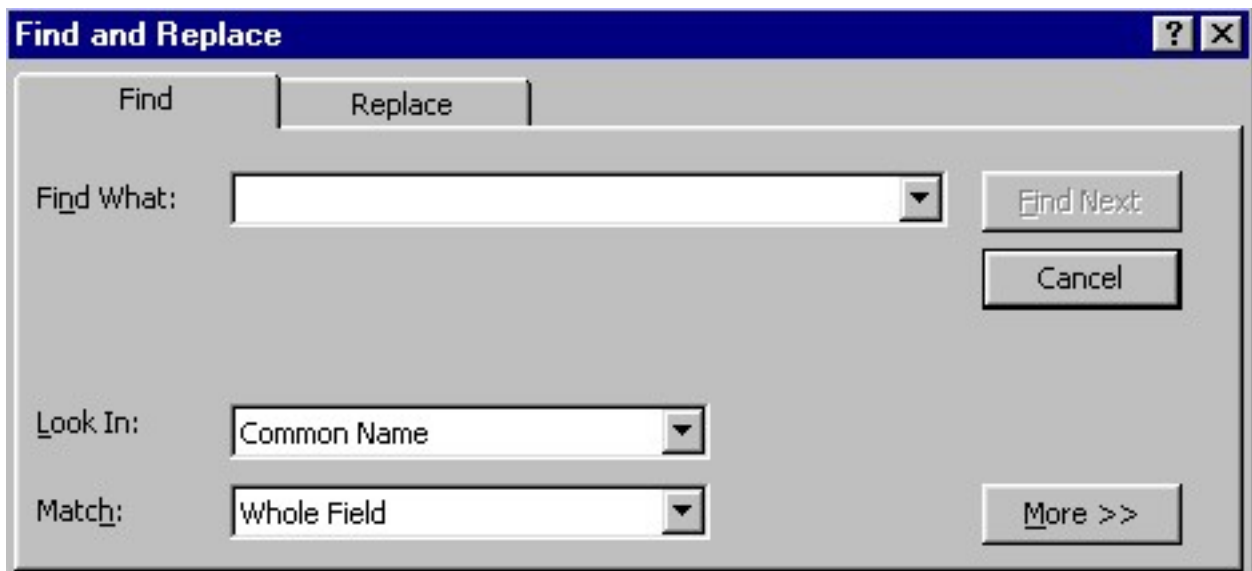 Find and Replace
Find
Replace
Find What:
Find Next
Cancel
Look In:
Common Name
Match:
Whole Field
More >>